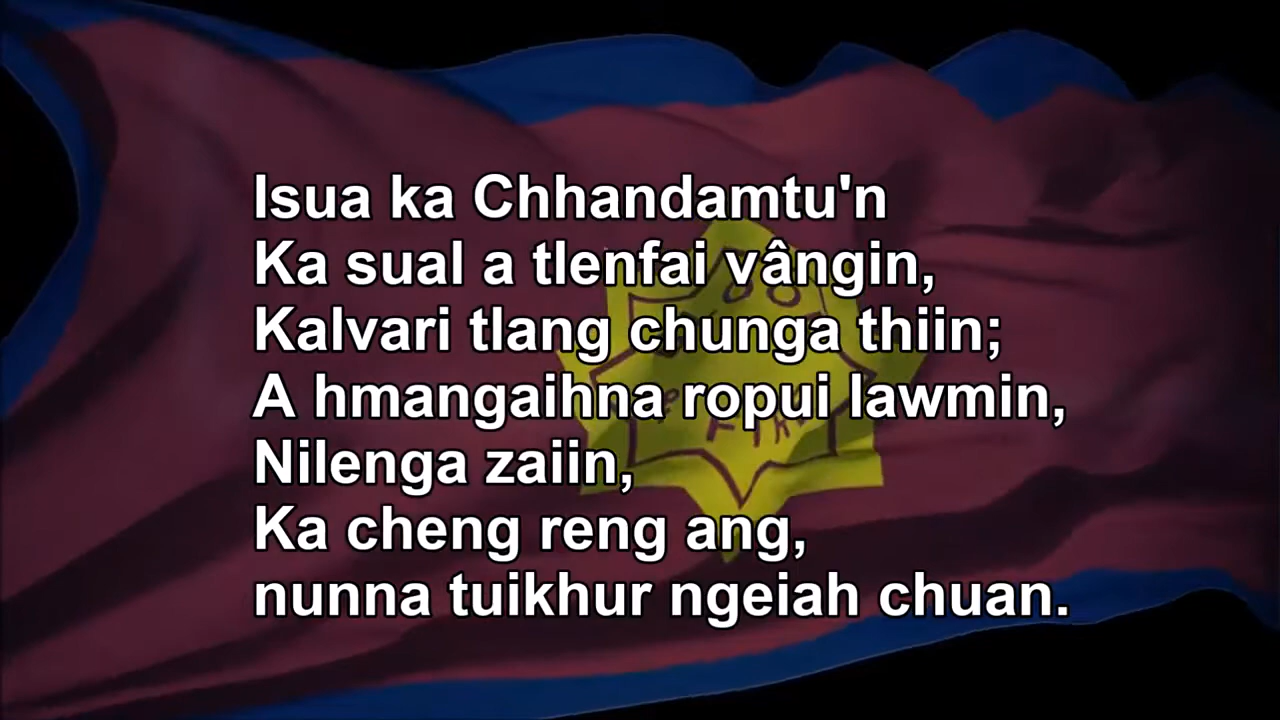 Isua ka Chhandamtu'n
Ka sual a tlenfai vângin,
Kalvari tlang chunga thiin;
A hmangaihna ropui lawmin,
Nilenga zaiin,
Ka cheng reng ang,
nunna tuikhur ngeiah chuan.